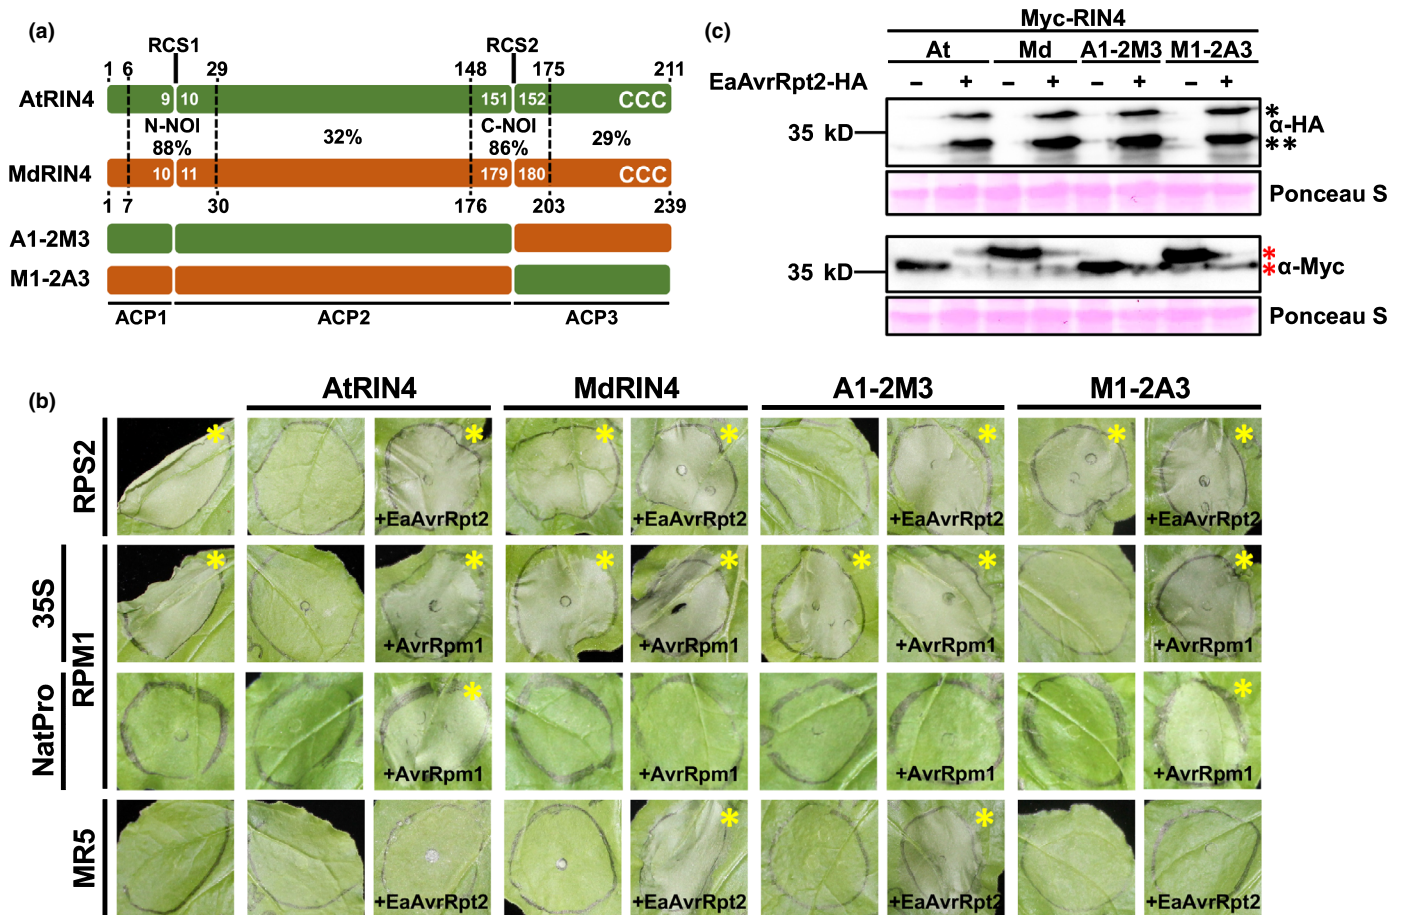 (a)
RCS1 RCS2
1 6 29 148 175 211
AtRIN4 9 10 151 152 CCC
N-NOI C-NOI
88% 32% 86% 29%
MdRIN4 10 11 179 180 CCC
1 7 30 176 203 239
A1-2M3
M1-2A3
ACP1 ACP2 ACP3
(c)
Myc-RIN4
At Md A1-2M3 M1-2A3
EaAvrRpt2-HA – + – + – + – +
35 kD * α-HA **
Ponceau S
35 kD * * α-Myc
Ponceau S
(b)
AtRIN4 MdRIN4 A1-2M3 M1-2A3
RPS2
* * * * * * *
+EaAvrRpt2 +EaAvrRpt2 +EaAvrRpt2 +EaAvrRpt2
RPM1
35S
* * * * * * *
+AvrRpm1 +AvrRpm1 +AvrRpm1 +AvrRpm1
NatPro
* *
+AvrRpm1 +AvrRpm1 +AvrRpm1 +AvrRpm1
MR5
* *
+EaAvrRpt2 +EaAvrRpt2 +EaAvrRpt2 +EaAvrRpt2